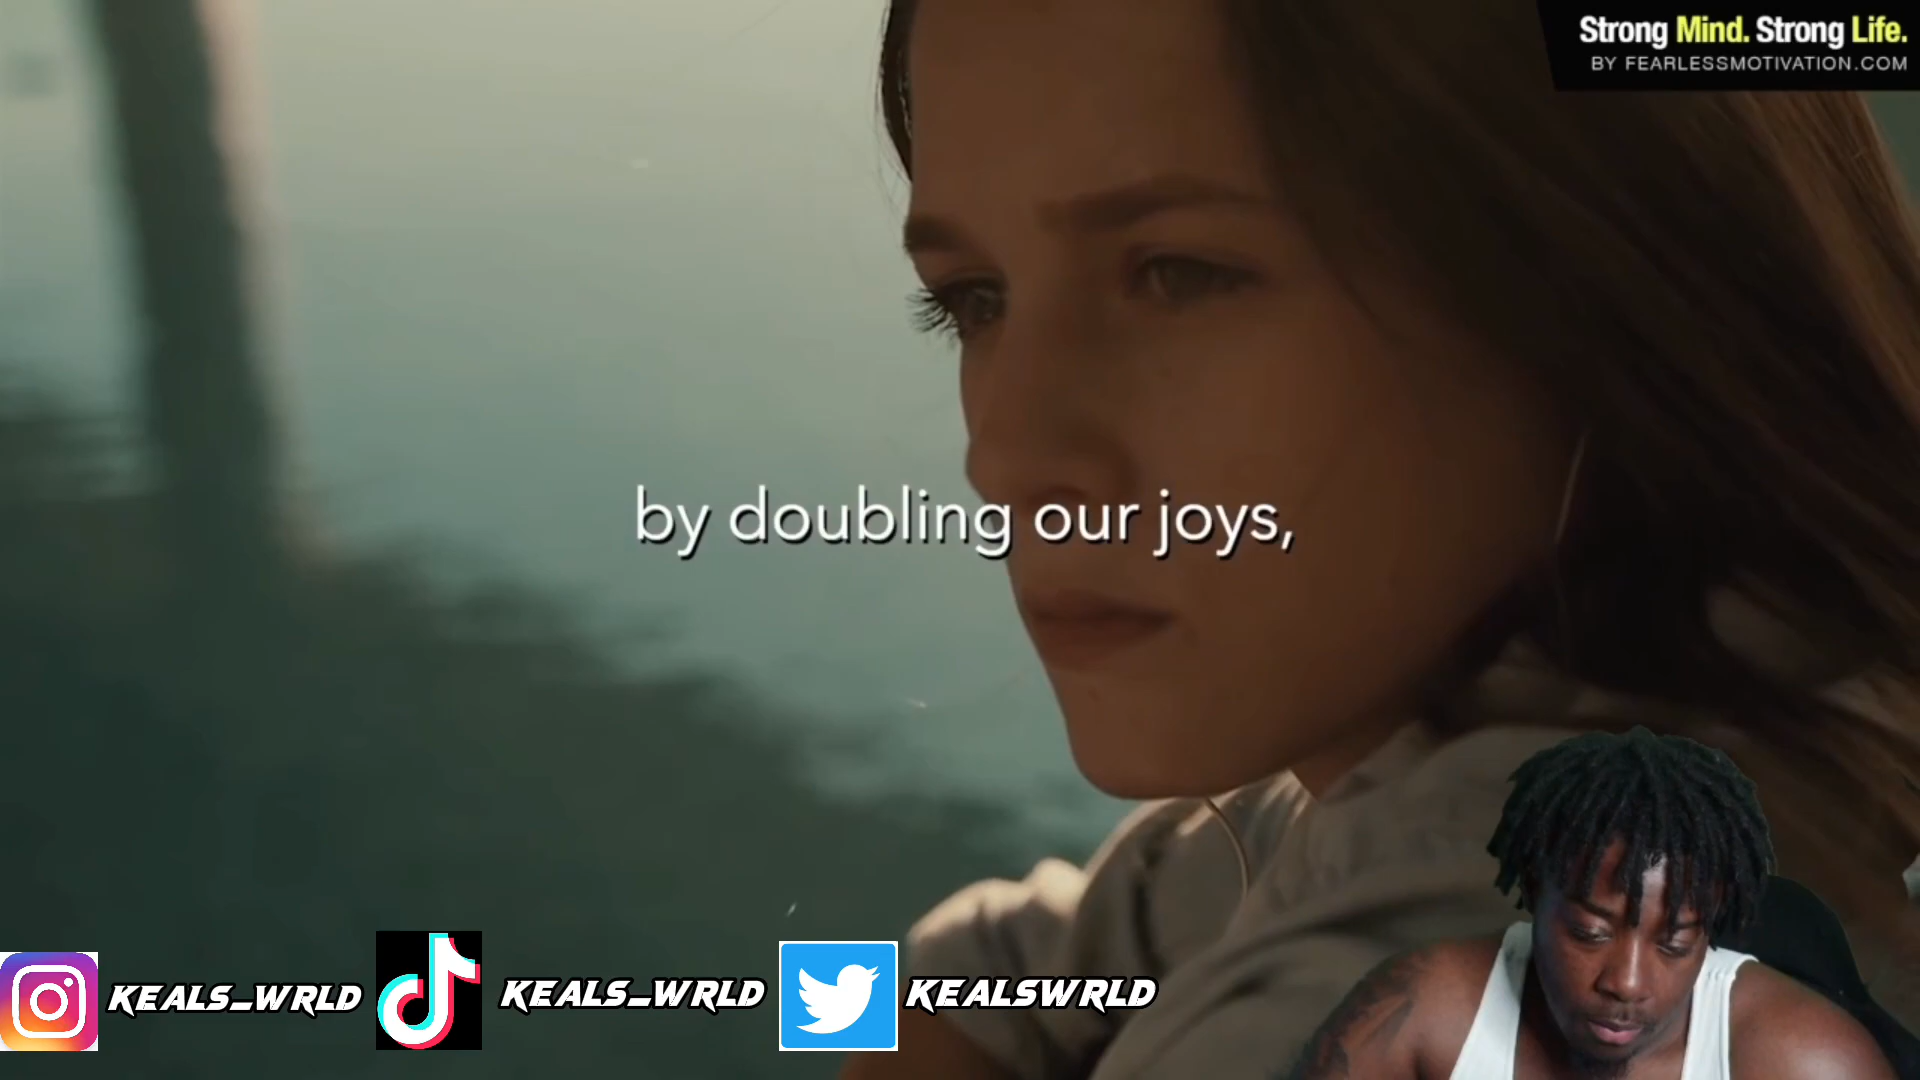 Strong Mind. Strong Life.
BY FEARLESSMOTIVATION.COM
by doubling our joys,
KEALS_WRLD
KEALS_WRLD
KEALSWRLD